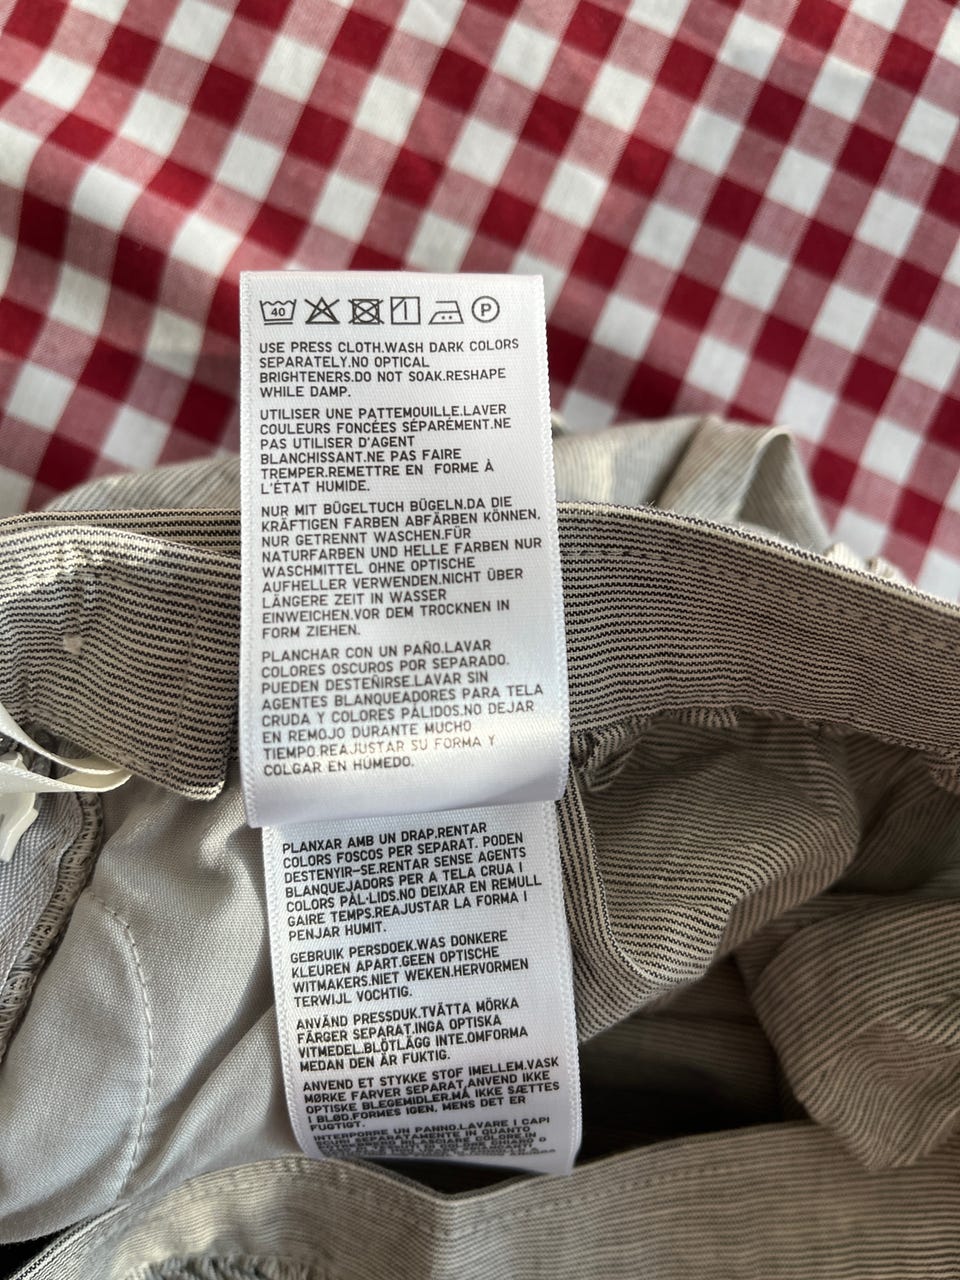 40 P
USE PRESS CLOTH.WASH DARK COLORS
SEPARATELY.NO OPTICAL
BRIGHTENERS.DO NOT SOAK.RESHAPE
WHILE DAMP.
UTILISER UNE PATTEMOUILLE.LAVER
COULEURS FONCÉES SÉPARÉMENT.NE
PAS UTILISER D'AGENT
BLANCHISSANT.NE PAS FAIRE
TREMPER.REMETTRE EN FORME À
L'ÉTAT HUMIDE.
NUR MIT BÜGELTUCH BÜGELN.DA DIE
KRÄFTIGEN FARBEN ABFÄRBEN KÖNNEN,
NUR GETRENNT WASCHEN.FÜR
NATURFARBEN UND HELLE FARBEN NUR
WASCHMITTEL OHNE OPTISCHE
AUFHELLER VERWENDEN.NICHT ÜBER
LÄNGERE ZEIT IN WASSER
EINWEICHEN.VOR DEM TROCKNEN IN
FORM ZIEHEN.
PLANCHAR CON UN PAÑO.LAVAR
COLORES OSCUROS POR SEPARADO.
PUEDEN DESTEÑIRSE.LAVAR SIN
AGENTES BLANQUEADORES PARA TELA
CRUDA Y COLORES PÁLIDOS.NO DEJAR
EN REMOJO DURANTE MUCHO
TIEMPO.REAJUSTAR SU FORMA Y
COLGAR EN HÚMEDO.
PLANXAR AMB UN DRAP.RENTAR
COLORS FOSCOS PER SEPARAT. PODEN
DESTENYIR-SE.RENTAR SENSE AGENTS
BLANQUEJADORS PER A TELA CRUA I
COLORS PÀL·LIDS.NO DEIXAR EN REMULL
GAIRE TEMPS.REAJUSTAR LA FORMA I
PENJAR HUMIT.
GEBRUIK PERSDOEK.WAS DONKERE
KLEUREN APART.GEEN OPTISCHE
WITMAKERS.NIET WEKEN.HERVORMEN
TERWIJL VOCHTIG.
ANVÄND PRESSDUK.TVÄTTA MÖRKA
FÄRGER SEPARAT.INGA OPTISKA
VITMEDEL.BLÖTLÄGG INTE.OMFORMA
MEDAN DEN ÄR FUKTIG.
ANVEND ET STYKKE STOF IMELLEM.VASK
MØRKE FARVER SEPARAT.ANVEND IKKE
OPTISKE BLEGEMIDLER.MÅ IKKE SÆTTES
I BLØD.FORMES IGEN, MENS DET ER
FUGTIGT.
INTERPORRE UN PANNO.LAVARE I CAPI
SCURI SEPARATAMENTE IN QUANTO